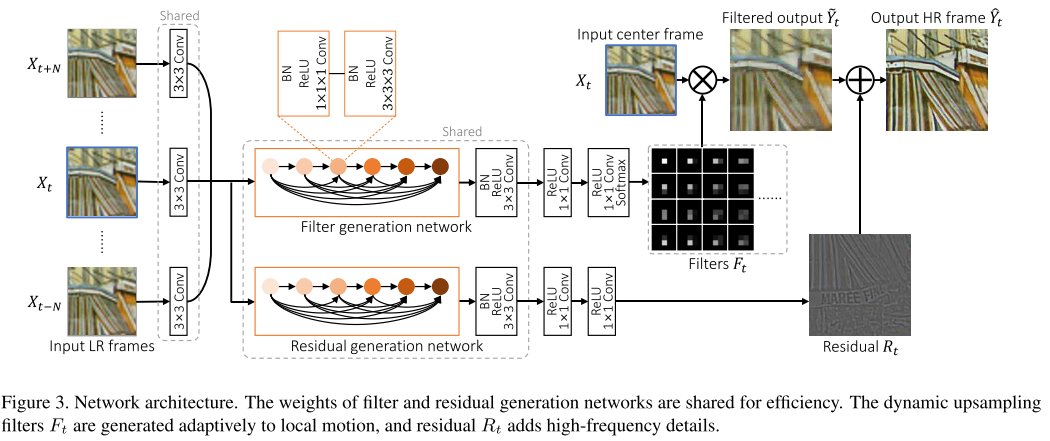 Shared
X_{t+N}
3×3 Conv
X_t
3×3 Conv
X_{t−N}
3×3 Conv
Input LR frames
BN
ReLU
1×1×1 Conv
BN
ReLU
3×3×3 Conv
Shared
Filter generation network
BN
ReLU
3×3 Conv
ReLU
1×1 Conv
ReLU
1×1 Conv
Softmax
Residual generation network
BN
ReLU
3×3 Conv
ReLU
1×1 Conv
ReLU
1×1 Conv
Input center frame
X_t
Filtered output Ỹ_t
Output HR frame Ŷ_t
......
Filters F_t
MAREE
Residual R_t
Figure 3. Network architecture. The weights of filter and residual generation networks are shared for efficiency. The dynamic upsampling
filters F_t are generated adaptively to local motion, and residual R_t adds high-frequency details.